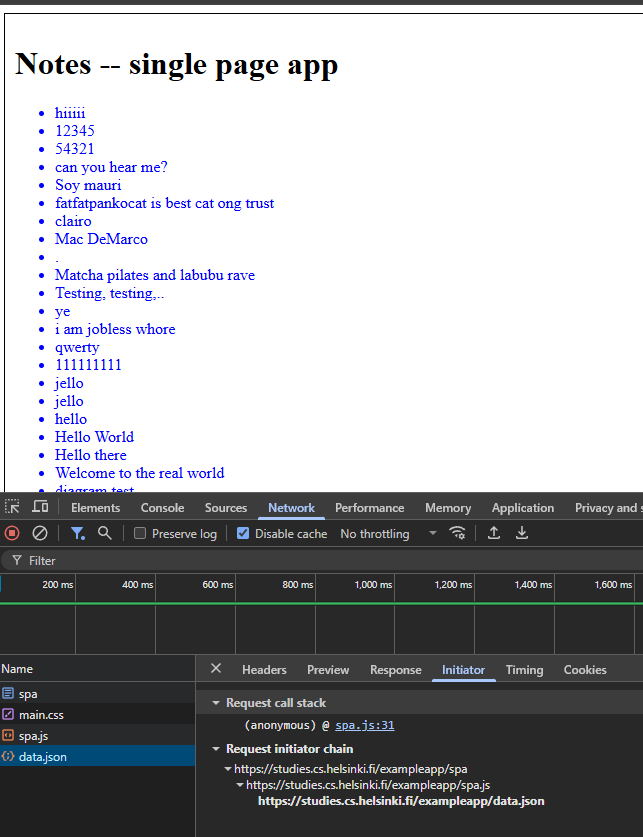 Notes -- single page app
hiiiii
12345
54321
can you hear me?
Soy mauri
fatfatpankocat is best cat ong trust
clairo
Mac DeMarco
.
Matcha pilates and labubu rave
Testing, testing,..
ye
i am jobless whore
qwerty
111111111
jello
jello
hello
Hello World
Hello there
Welcome to the real world
diagram test
Elements Console Sources Network Performance Memory Application Privacy and s
Preserve log Disable cache No throttling
Filter
200 ms 400 ms 600 ms 800 ms 1,000 ms 1,200 ms 1,400 ms 1,600 ms
Name
Headers Preview Response Initiator Timing Cookies
spa
main.css
spa.js
data.json
Request call stack
(anonymous) @ spa.js:31
Request initiator chain
https://studies.cs.helsinki.fi/exampleapp/spa
https://studies.cs.helsinki.fi/exampleapp/spa.js
https://studies.cs.helsinki.fi/exampleapp/data.json